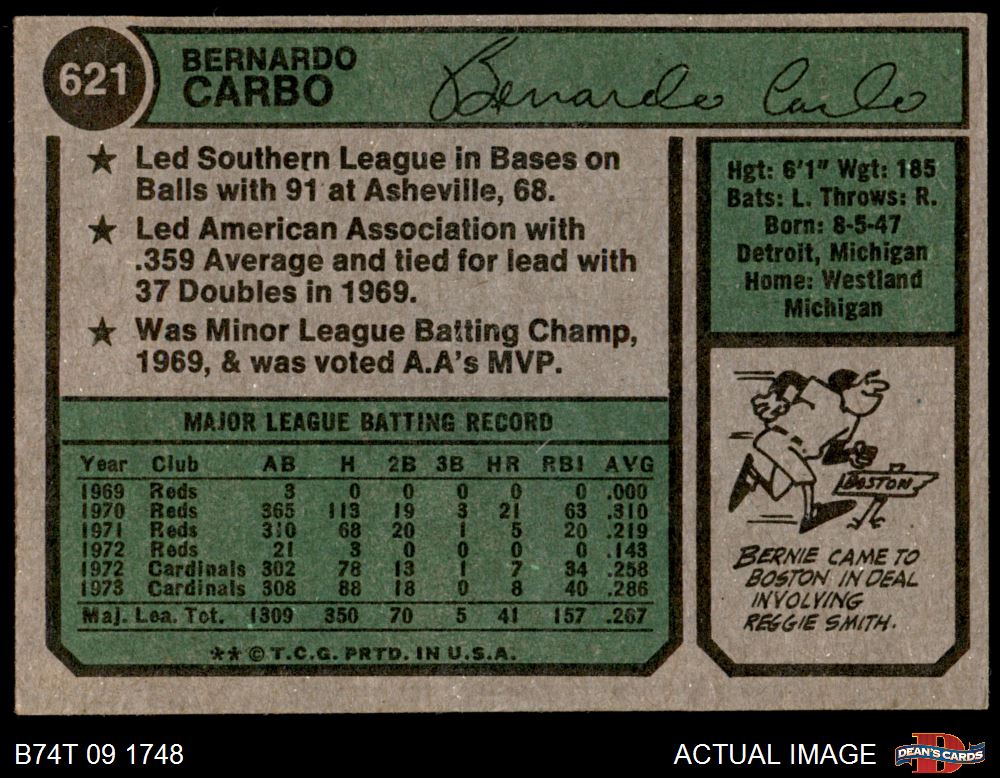 621
BERNARDO
CARBO
Bernardo Carbo
★ Led Southern League in Bases on
Balls with 91 at Asheville, 68.
★ Led American Association with
.359 Average and tied for lead with
37 Doubles in 1969.
★ Was Minor League Batting Champ,
1969, & was voted A.A's MVP.
Hgt: 6'1" Wgt: 185
Bats: L. Throws: R.
Born: 8-5-47
Detroit, Michigan
Home: Westland
Michigan
MAJOR LEAGUE BATTING RECORD
Year Club AB H 2B 3B HR RBI AVG
1969 Reds 3 0 0 0 0 0 .000
1970 Reds 365 113 19 3 21 63 .310
1971 Reds 310 68 20 1 5 20 .219
1972 Reds 21 3 0 0 0 0 .143
1972 Cardinals 302 78 13 1 7 34 .258
1973 Cardinals 308 88 18 0 8 40 .286
Maj. Lea. Tot. 1309 350 70 5 41 157 .267
** © T.C.G. PRTD. IN U.S.A.
BOSTON
BERNIE CAME TO
BOSTON IN DEAL
INVOLVING
REGGIE SMITH.
B74T 09 1748
ACTUAL IMAGE
DEAN'S CARDS